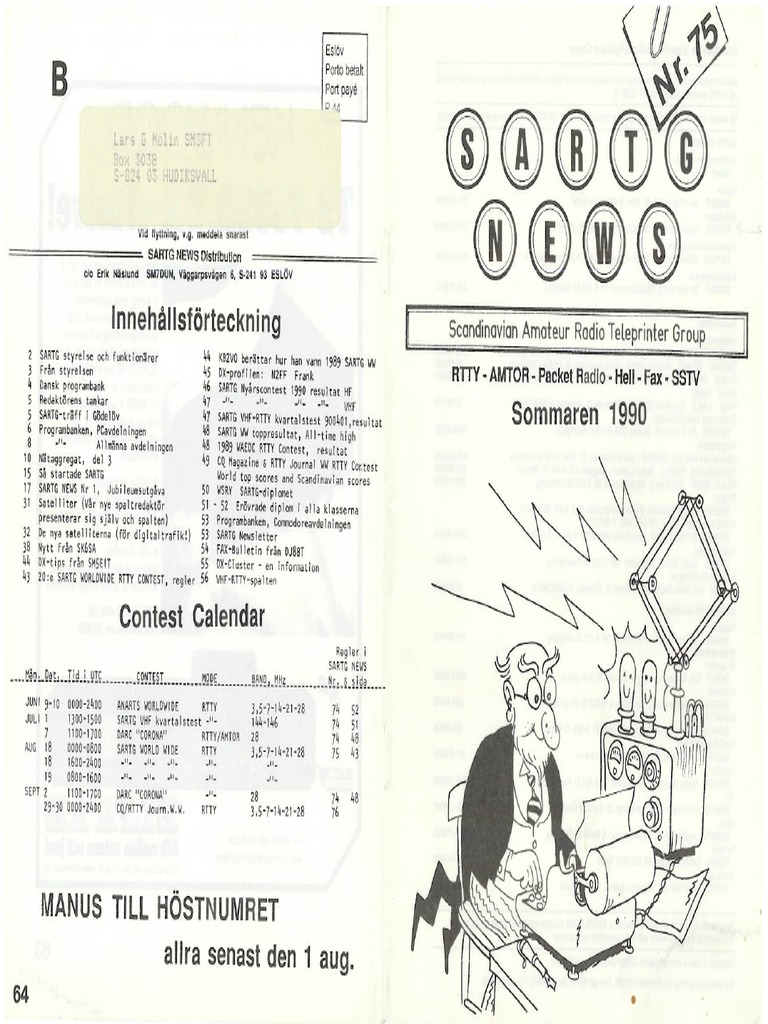 B
Eslöv
Porto betalt
Port payé
P 44
Lars G Molin SM3FT
Box 3038
S-824 03 HUDIKSVALL
Vid flyttning, v.g. meddela snarast
SARTG NEWS Distribution
c/o Erik Näslund SM7DUN, Väggarpsvägen 6, S-241 93 ESLÖV
Innehållsförteckning
2 SARTG styrelse och funktionärer
3 Från styrelsen
4 Dansk programbank
5 Redaktörens tankar
5 SARTG-träff i Gödelöv
6 Programbanken, PCavdelningen
8 -"- Allmänna avdelningen
10 Nätaggregat, del 3
15 Så startade SARTG
17 SARTG NEWS Nr 1, Jubileumsutgåva
31 Satelliter (Vår nye spaltredaktör
presenterar sig själv och spalten)
32 De nya satelliterna (för digitaltrafik!)
38 Nytt från SK6SA
44 DX-tips från SM5EIT
43 20:e SARTG WORLDWIDE RTTY CONTEST, regler
44 KB2VO berättar hur han vann 1989 SARTG WW
45 DX-profilen: N2FF Frank
46 SARTG Nyårscontest 1990 resultat HF
47 -"- -"- -"- VHF
47 SARTG VHF-RTTY kvartalstest 900401, resultat
48 SARTG WW toppresultat, All-time high
48 1989 WAEDC RTTY Contest, resultat
49 CQ Magazine & RTTY Journal WW RTTY Contest
World top scores and Scandinavian scores
50 WSRY SARTG-diplomet
51 - 52 Erövrade diplom i alla klasserna
53 Programbanken, Commodoreavdelningen
53 SARTG Newsletter
54 FAX-Bulletin från DJ8BT
55 DX-Cluster - en information
56 VHF-RTTY-spalten
Contest Calendar
Regler i
SARTG NEWS
Mån. Dat. Tid i UTC CONTEST MODE BAND, MHz Nr. & sida
JUNI 9-10 0000-2400 ANARTS WORLDWIDE RTTY 3,5-7-14-21-28 74 52
JULI 1 1300-1500 SARTG VHF kvartalstest -"- 144-146 74 51
7 1100-1700 DARC "CORONA" RTTY/AMTOR 28 74 48
AUG 18 0000-0800 SARTG WORLD WIDE RTTY 3,5-7-14-21-28 75 43
18 1600-2400 -"- -"- -"- -"- -"-
19 0800-1600 -"- -"- -"- -"- -"-
SEPT 2 1100-1700 DARC "CORONA" -"- 28 74 48
29-30 0000-2400 CQ/RTTY Journ.W.W. RTTY 3,5-7-14-21-28 76
MANUS TILL HÖSTNUMRET
allra senast den 1 aug.
64
Nr. 75
SARTG
NEWS
Scandinavian Amateur Radio Teleprinter Group
RTTY - AMTOR - Packet Radio - Hell - Fax - SSTV
Sommaren 1990